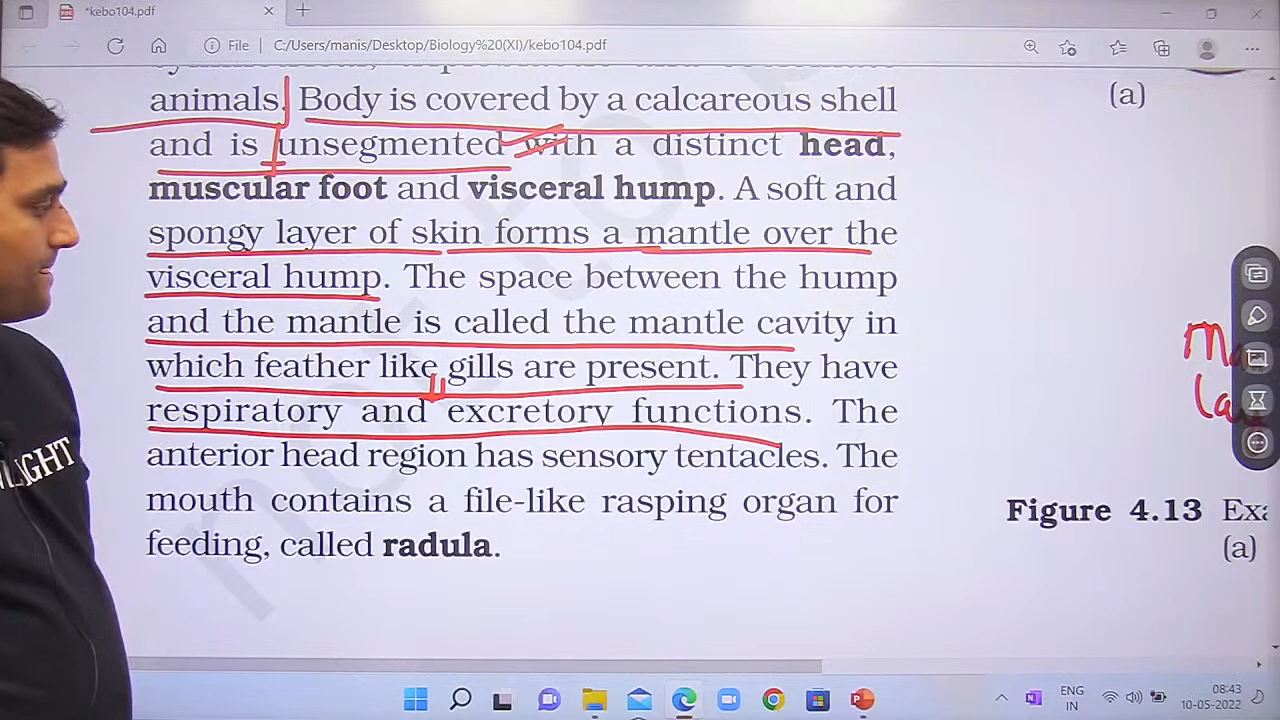 *kebo104.pdf
File C:/Users/manis/Desktop/Biology%20(XI)/kebo104.pdf
animals. Body is covered by a calcareous shell
and is unsegmented with a distinct head,
muscular foot and visceral hump. A soft and
spongy layer of skin forms a mantle over the
visceral hump. The space between the hump
and the mantle is called the mantle cavity in
which feather like gills are present. They have
respiratory and excretory functions. The
anterior head region has sensory tentacles. The
mouth contains a file-like rasping organ for
feeding, called radula.
(a)
Figure 4.13
(a)
LIGHT
ENG
IN
08:43
10-05-2022